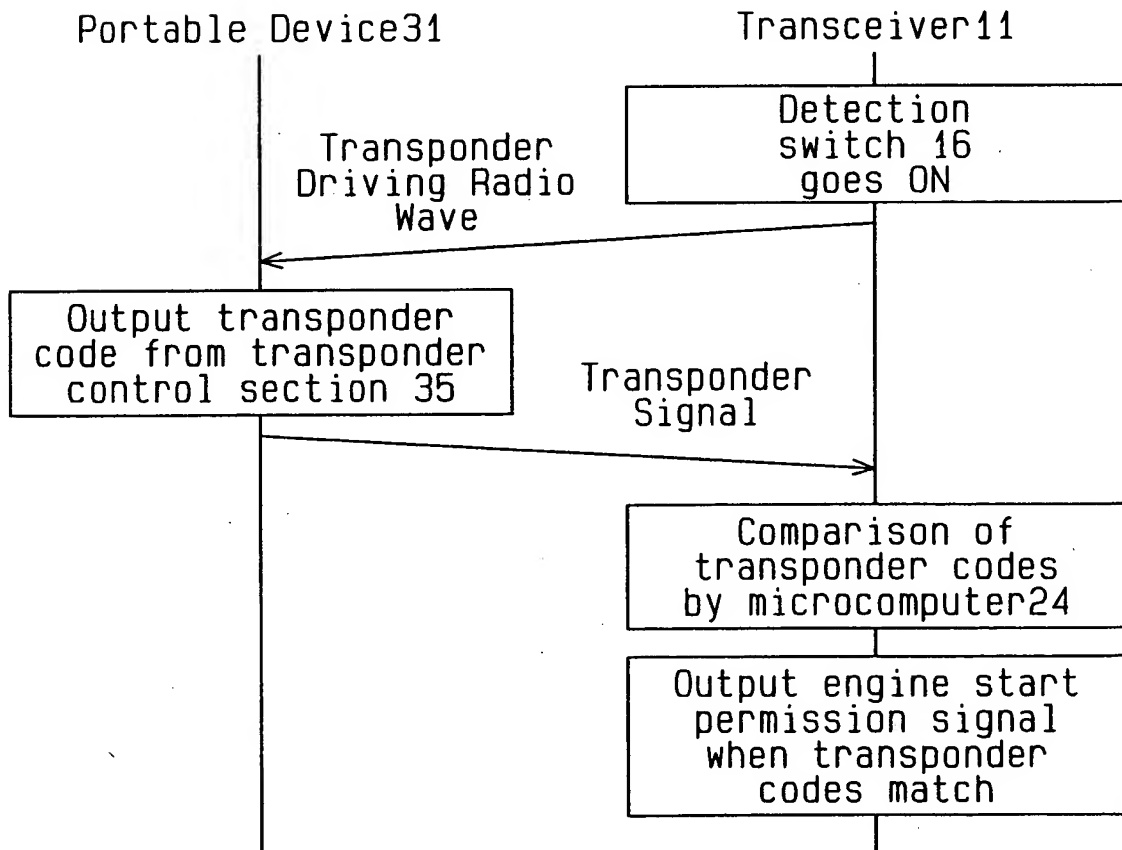 Portable Device31
Transceiver11
Detection
switch 16
goes ON
Transponder
Driving Radio
Wave
Output transponder
code from transponder
control section 35
Transponder
Signal
Comparison of
transponder codes
by microcomputer24
Output engine start
permission signal
when transponder
codes match